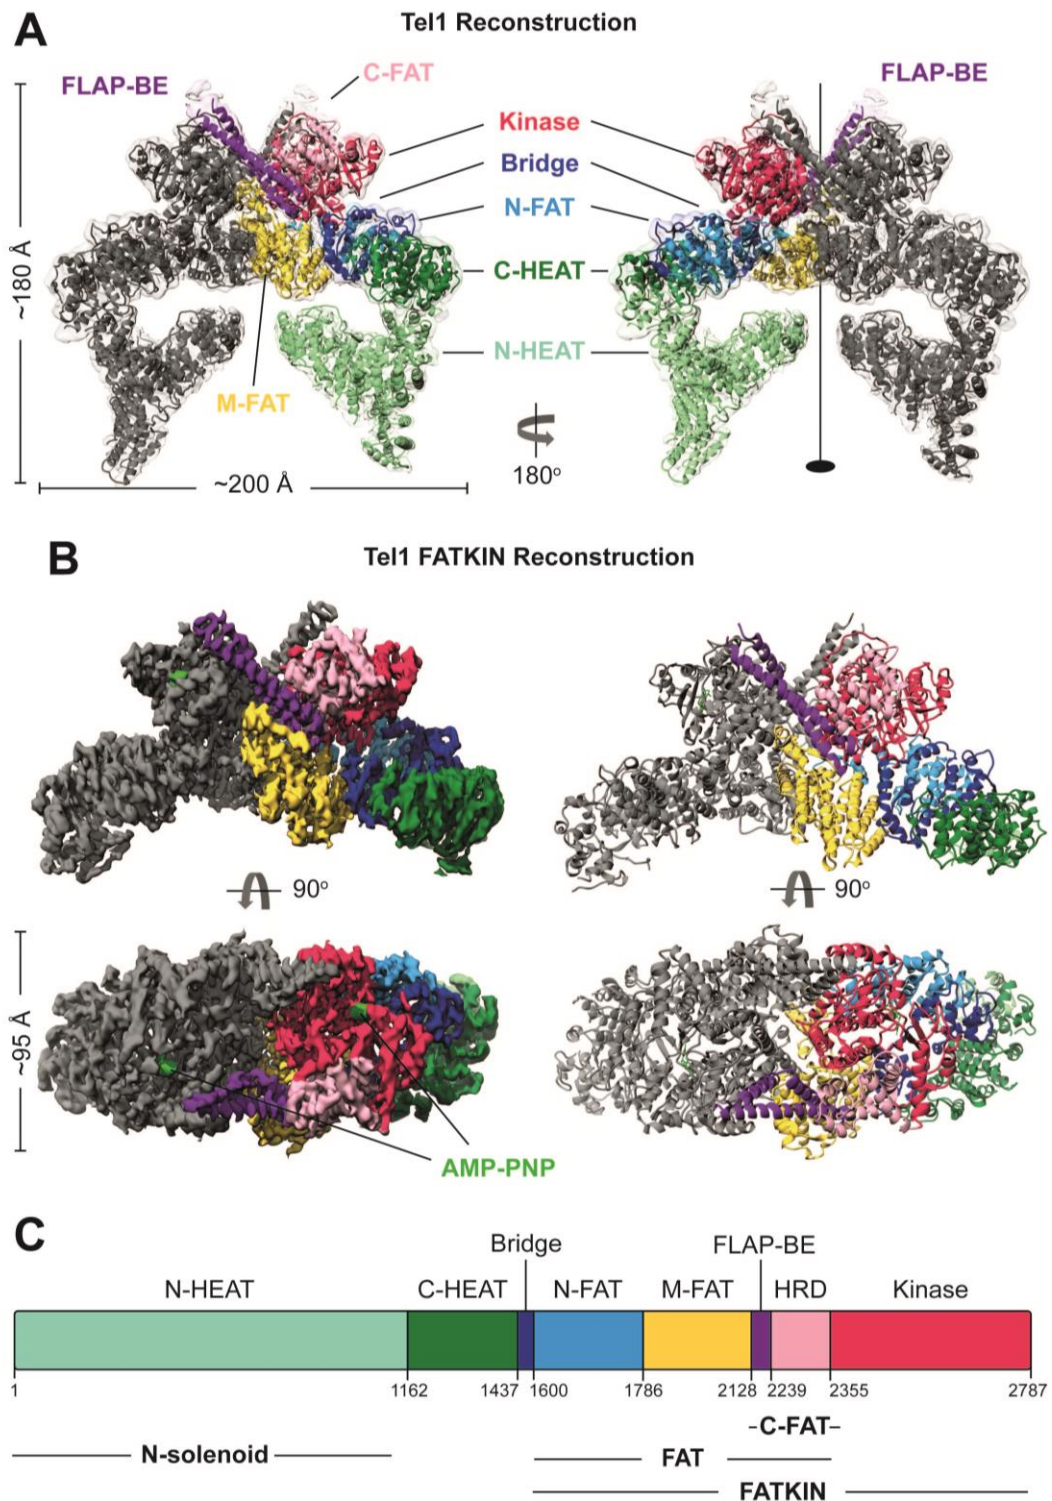 A
Tel1 Reconstruction
FLAP-BE
C-FAT
FLAP-BE
Kinase
Bridge
N-FAT
C-HEAT
N-HEAT
M-FAT
~180 Å
~200 Å
180°
B
Tel1 FATKIN Reconstruction
90°
90°
~95 Å
AMP-PNP
C
Bridge
FLAP-BE
N-HEAT C-HEAT N-FAT M-FAT HRD Kinase
1 1162 1437 1600 1786 2128 2239 2355 2787
C-FAT
N-solenoid
FAT
FATKIN